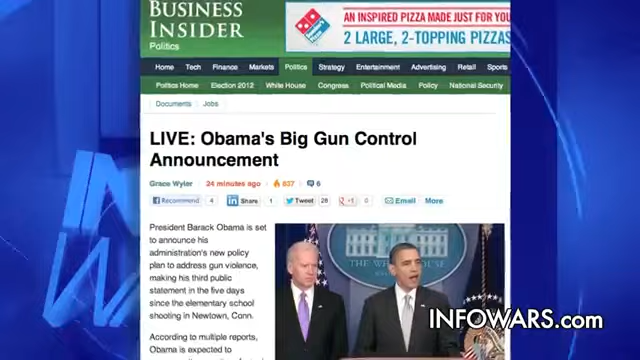 BUSINESS
INSIDER
Politics
AN INSPIRED PIZZA MADE JUST FOR YOU
2 LARGE, 2-TOPPING PIZZAS
Home Tech Finance Markets Politics Strategy Entertainment Advertising Retail Sports
Politics Home Election 2012 White House Congress Political Media Policy National Security
Documents Jobs
LIVE: Obama's Big Gun Control
Announcement
Grace Wyler 24 minutes ago 837 6
Recommend 4 Share 1 Tweet 28 +1 0 Email More
President Barack Obama is set
to announce his
administration's new policy
plan to address gun violence,
making his third public
statement in the five days
since the elementary school
shooting in Newtown, Conn.
According to multiple reports,
Obama is expected to
THE WHITE HOUSE
INFOWARS.com